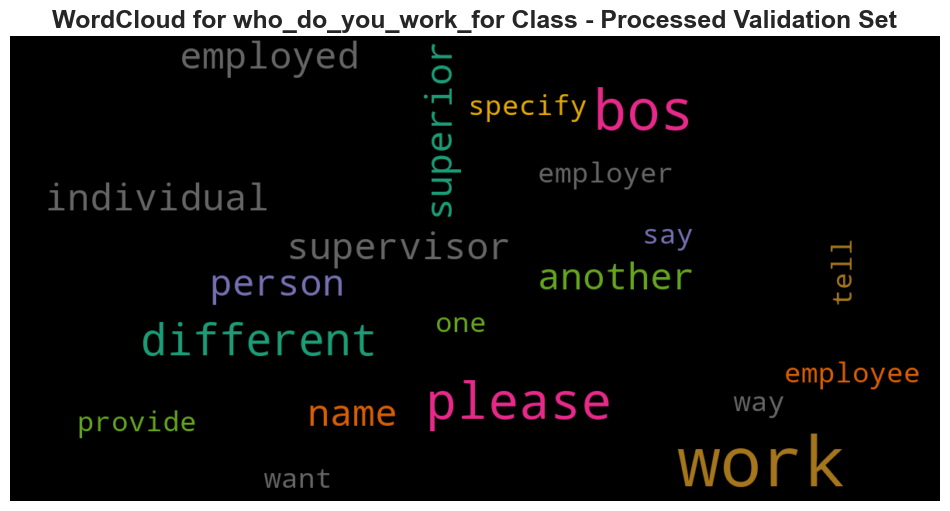 WordCloud for who_do_you_work_for Class - Processed Validation Set
employed
superior
specify
bos
employer
individual
say
supervisor
tell
person
another
one
different
employee
please
way
name
provide
work
want